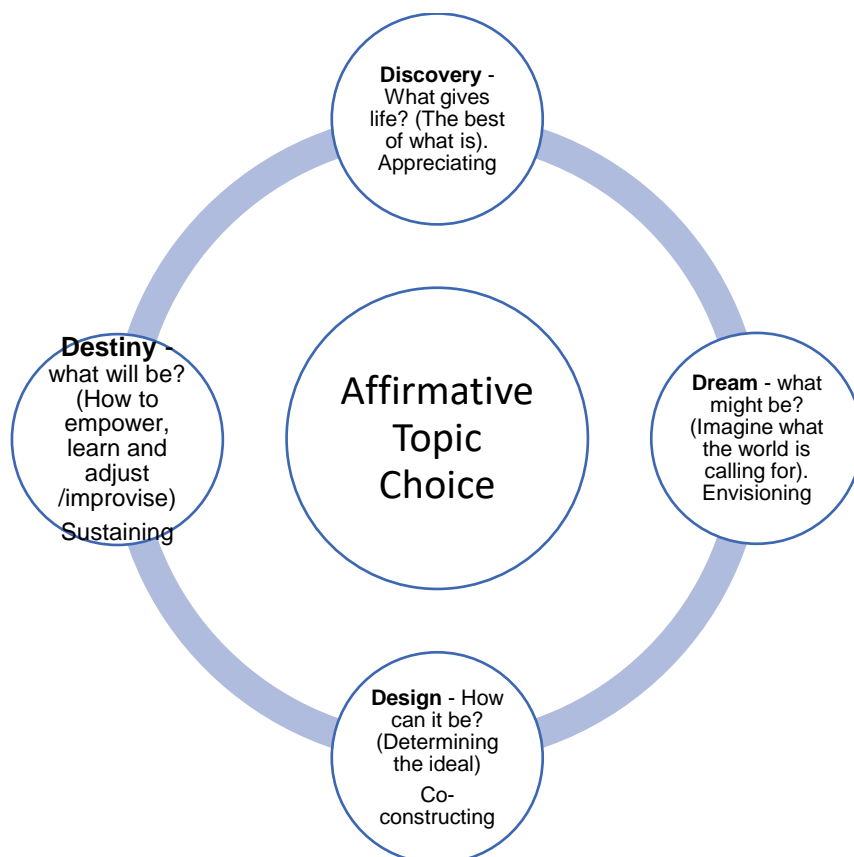 Discovery -
What gives
life? (The best
of what is).
Appreciating
Destiny -
what will be?
(How to
empower,
learn and
adjust
/improvise)
Sustaining
Affirmative
Topic
Choice
Dream - what
might be?
(Imagine what
the world is
calling for).
Envisioning
Design - How
can it be?
(Determining
the ideal)
Co-
constructing